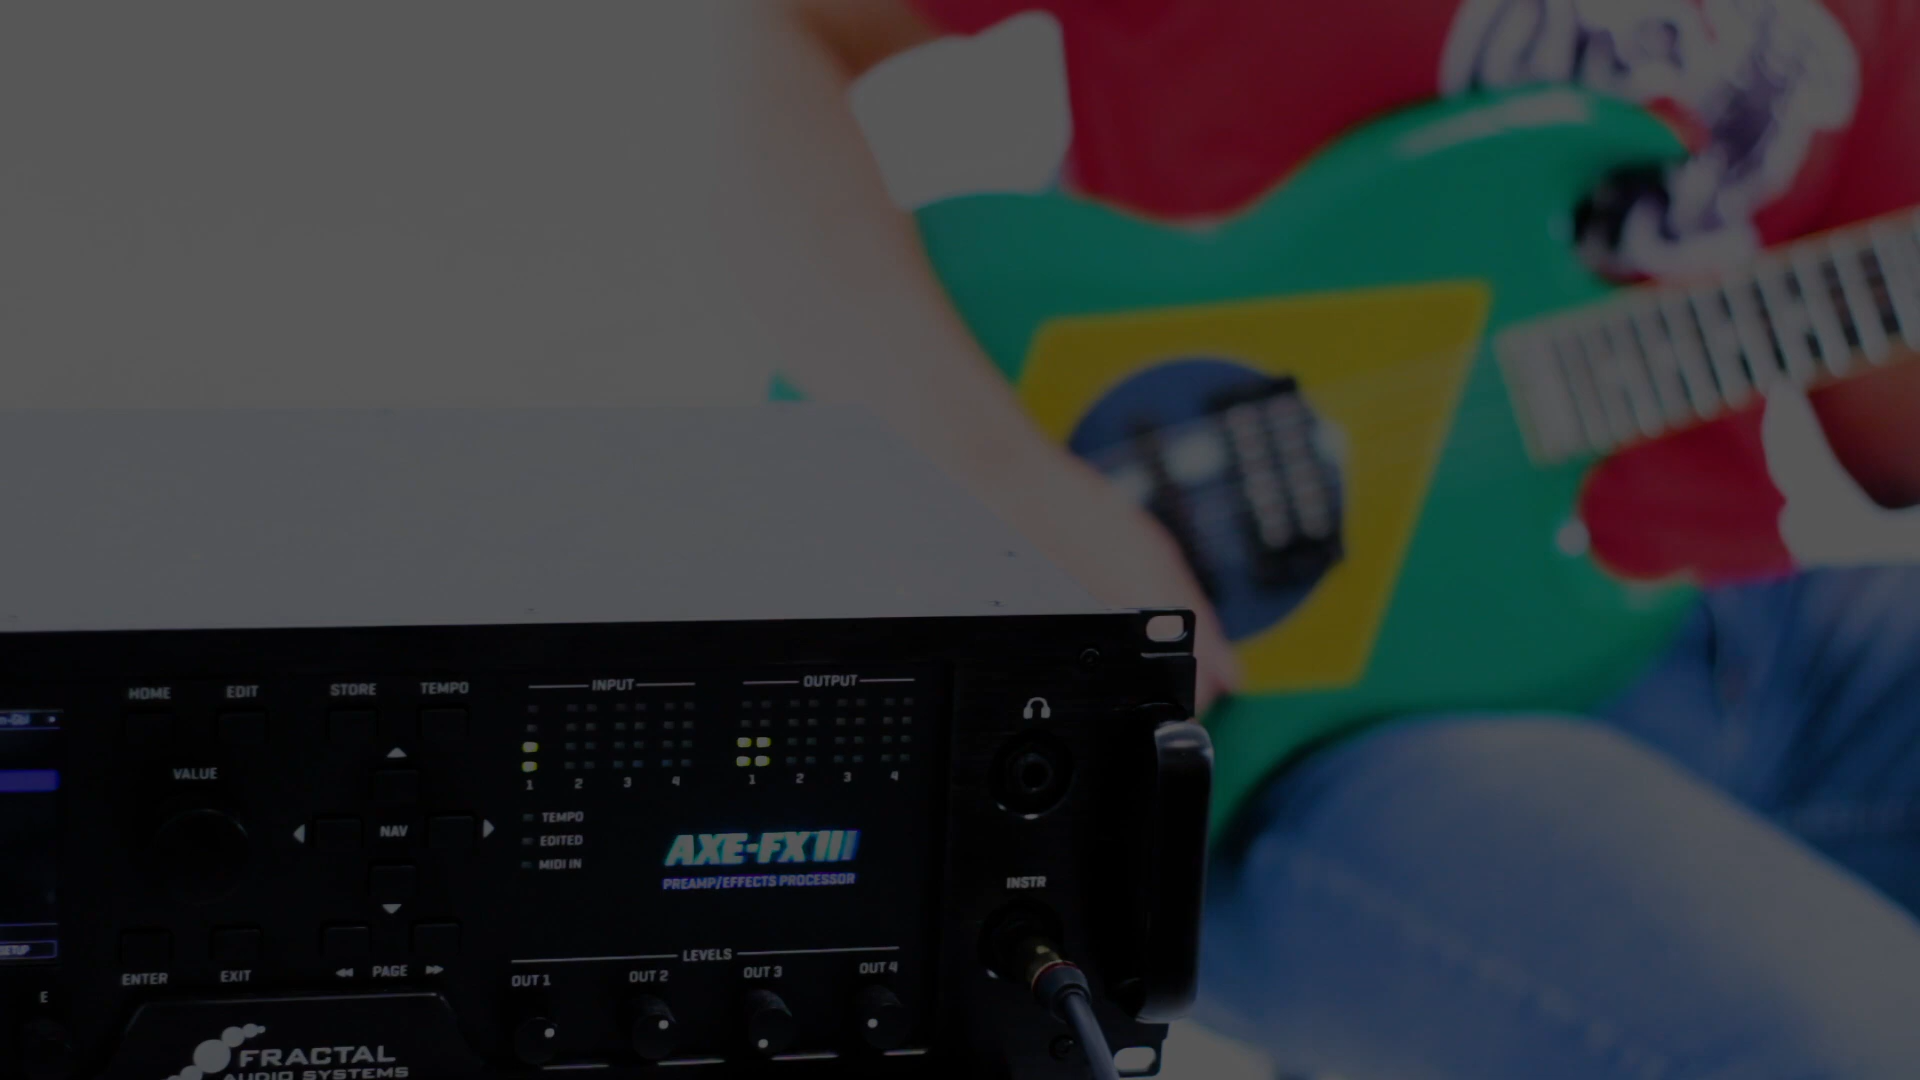 HOME EDIT STORE TEMPO
INPUT
OUTPUT
1 2 3 4
1 2 3 4
VALUE
NAV
TEMPO
EDITED
MIDI IN
AXE-FX III
PREAMP/EFFECTS PROCESSOR
INSTR
ENTER EXIT PAGE
LEVELS
OUT 1 OUT 2 OUT 3 OUT 4
E
FRACTAL
AUDIO SYSTEMS